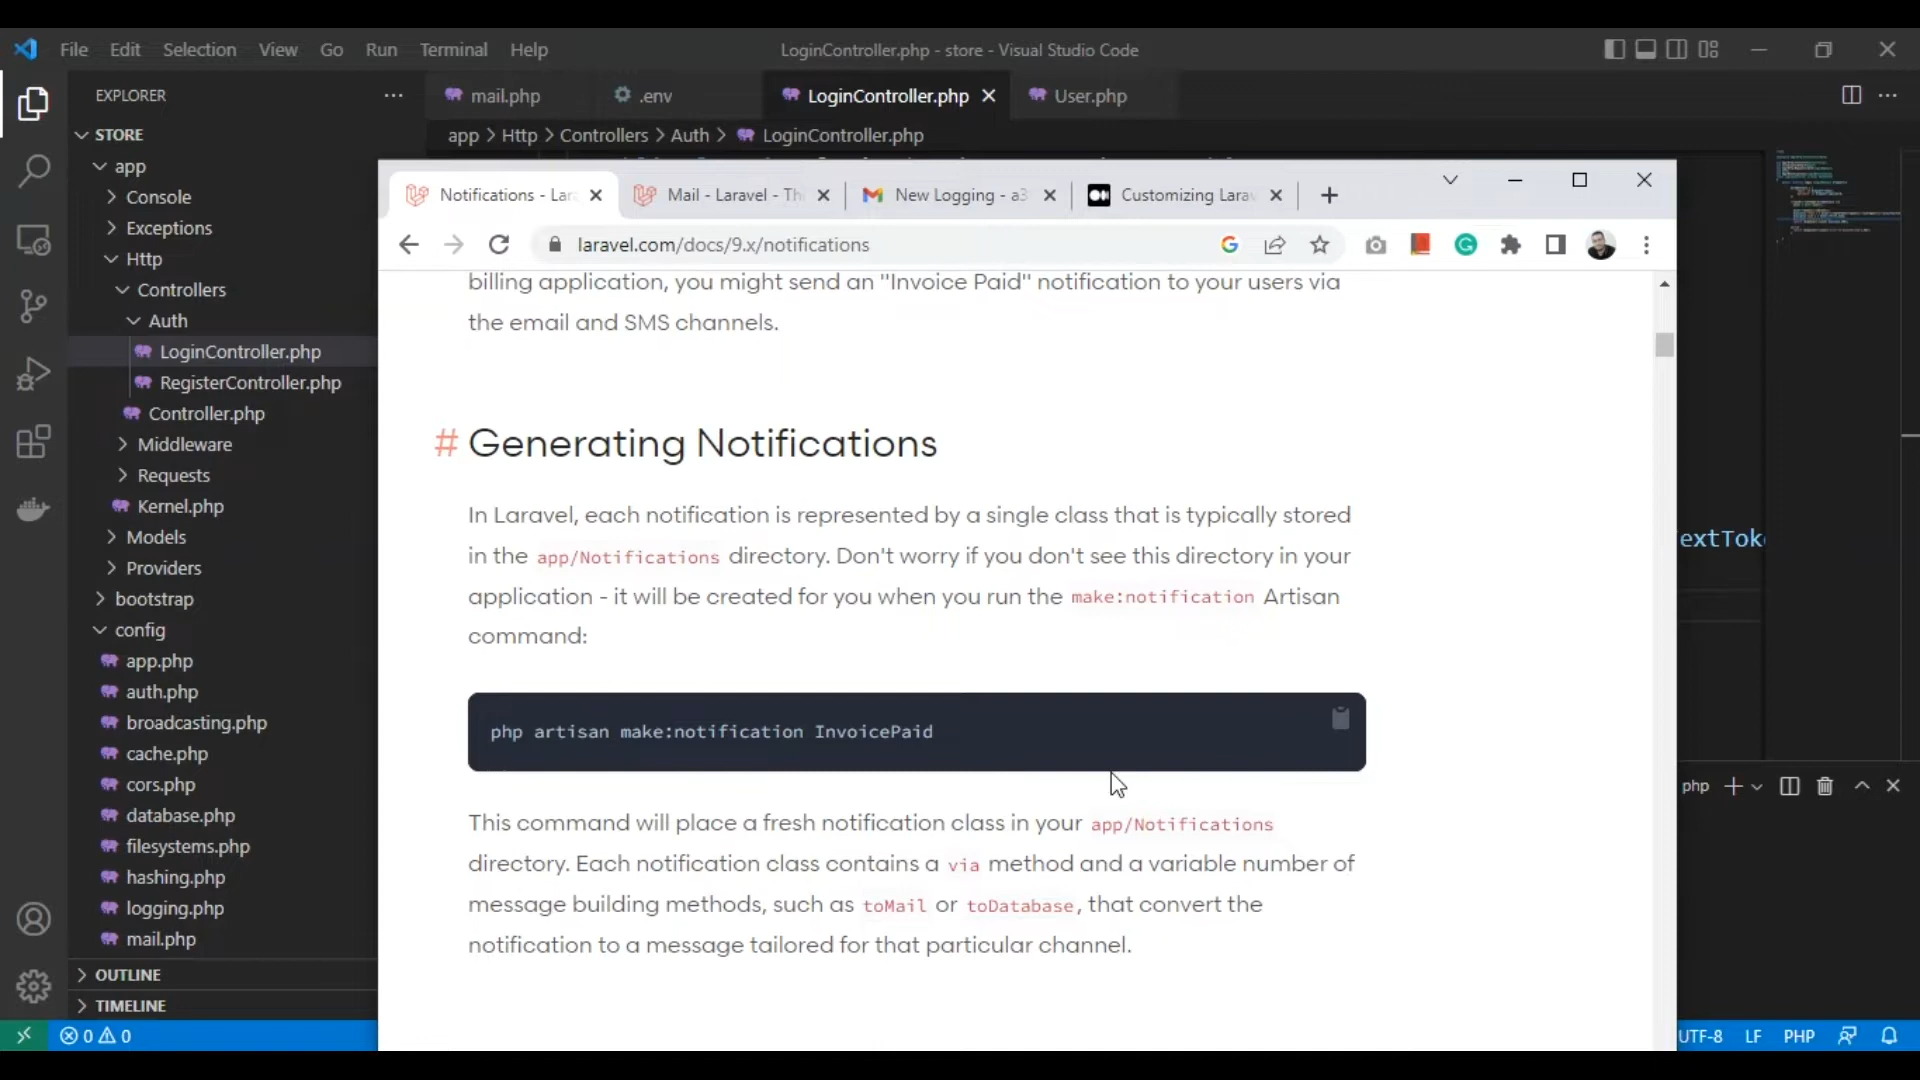 File Edit Selection View Go Run Terminal Help
LoginController.php - store - Visual Studio Code
EXPLORER
mail.php
.env
LoginController.php
User.php
STORE
app > Http > Controllers > Auth > LoginController.php
app
Console
Exceptions
Http
Controllers
Auth
LoginController.php
RegisterController.php
Controller.php
Middleware
Requests
Kernel.php
Models
Providers
bootstrap
config
app.php
auth.php
broadcasting.php
cache.php
cors.php
database.php
filesystems.php
hashing.php
logging.php
mail.php
OUTLINE
TIMELINE
Notifications - Lar
Mail - Laravel - Th
New Logging - a3
Customizing Larav
laravel.com/docs/9.x/notifications
billing application, you might send an "Invoice Paid" notification to your users via
the email and SMS channels.
# Generating Notifications
In Laravel, each notification is represented by a single class that is typically stored
in the app/Notifications directory. Don't worry if you don't see this directory in your
application - it will be created for you when you run the make:notification Artisan
command:
php artisan make:notification InvoicePaid
This command will place a fresh notification class in your app/Notifications
directory. Each notification class contains a via method and a variable number of
message building methods, such as toMail or toDatabase, that convert the
notification to a message tailored for that particular channel.
extTok
php
0 0
UTF-8 LF PHP